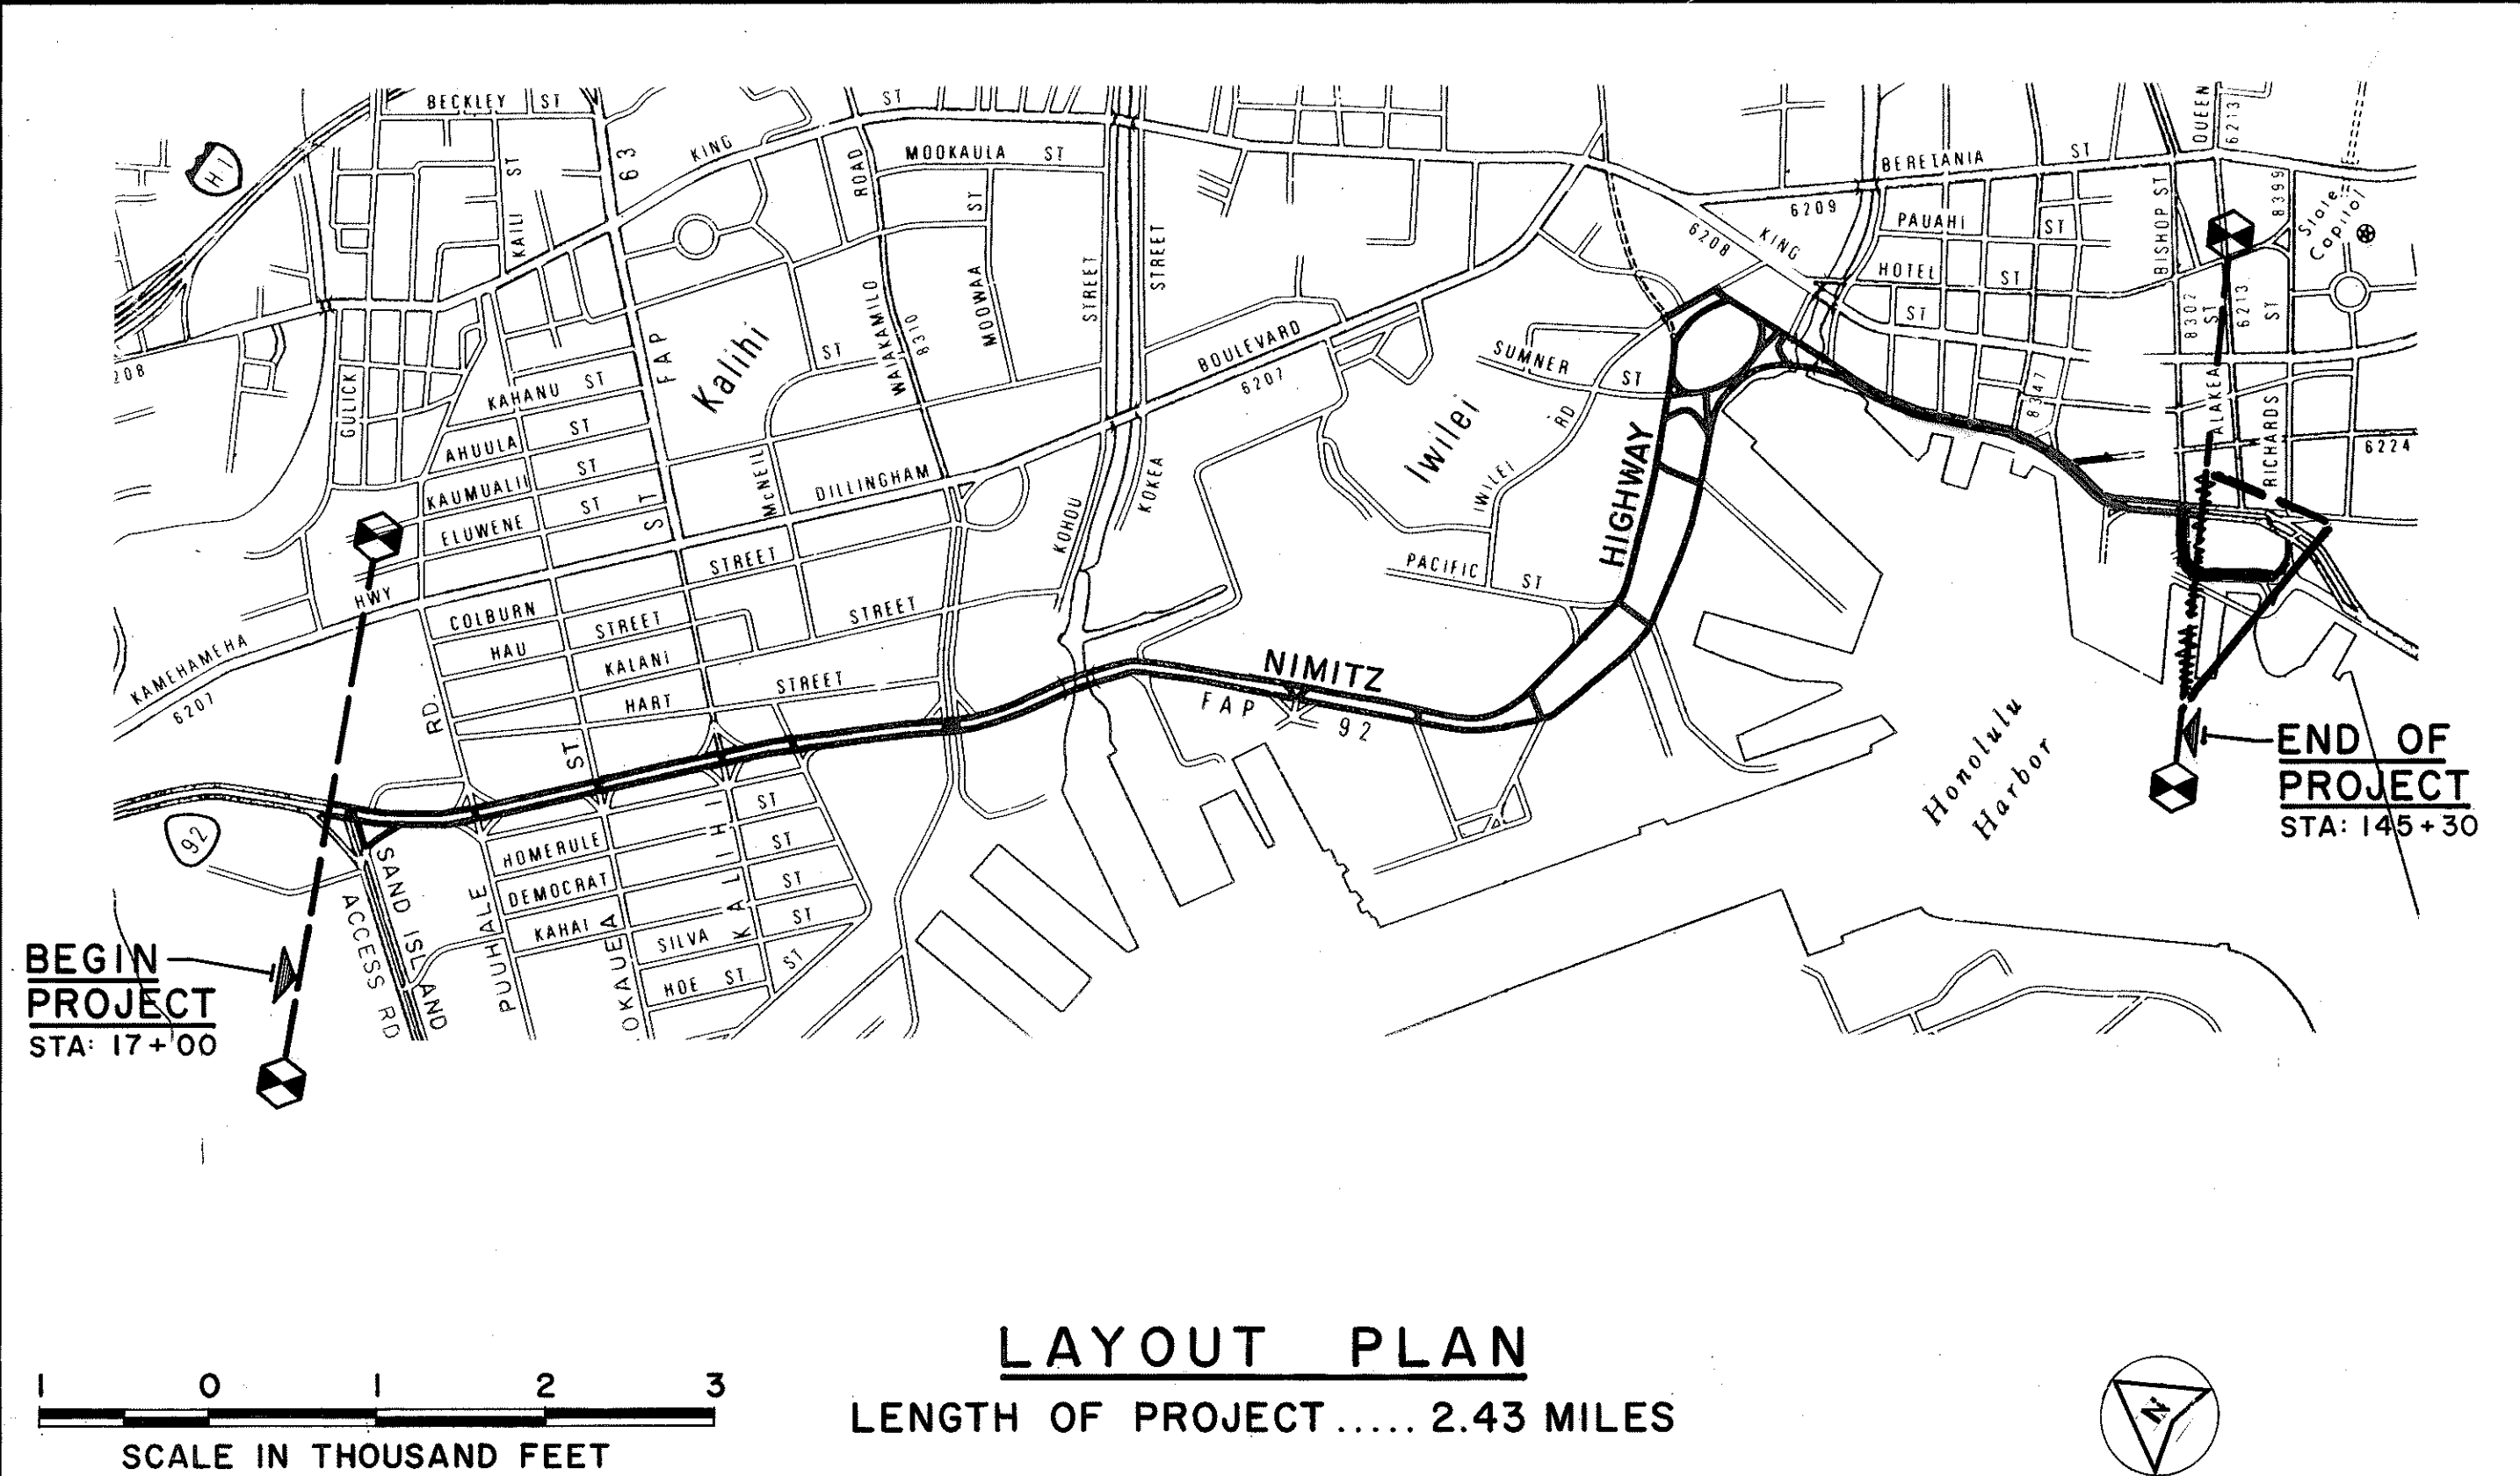 BECKLEY ST
ST
H-1
63
KING
ROAD
MOOKAULA ST
KAILI ST
ST
STREET
STREET
BERETANIA ST
QUEEN
6213
6209
PAUAHI ST
BISHOP ST
8399
State Capitol
6208
KING
HOTEL ST
ST
8302
ST
6213
ST
208
GULICK
FAP
Kalihi
WAIAKAMILO
8310
MOOWAA
BOULEVARD
6207
SUMNER ST
KAHANU ST
ST
AHUULA ST
KAUMUALII ST
ELUWENE ST
ST
McNEIL
DILLINGHAM
KOHOU
KOKEA
Iwilei
IWILEI RD
HIGHWAY
8347
ALAKEA
RICHARDS
6224
HWY
KAMEHAMEHA
6207
COLBURN STREET
HAU STREET
KALANI STREET
HART STREET
PACIFIC ST
NIMITZ
FAP 92
RD.
ST
92
SAND ISLAND
ACCESS RD
PUUHALE
HOMERULE
DEMOCRAT
KAHAI
OKAUEA
SILVA
HOE ST
KALIHI
ST
ST
ST
ST
ST
Honolulu
Harbor
END OF
PROJECT
STA: 145+30
BEGIN
PROJECT
STA: 17+00
LAYOUT PLAN
LENGTH OF PROJECT..... 2.43 MILES
1 0 1 2 3
SCALE IN THOUSAND FEET
N